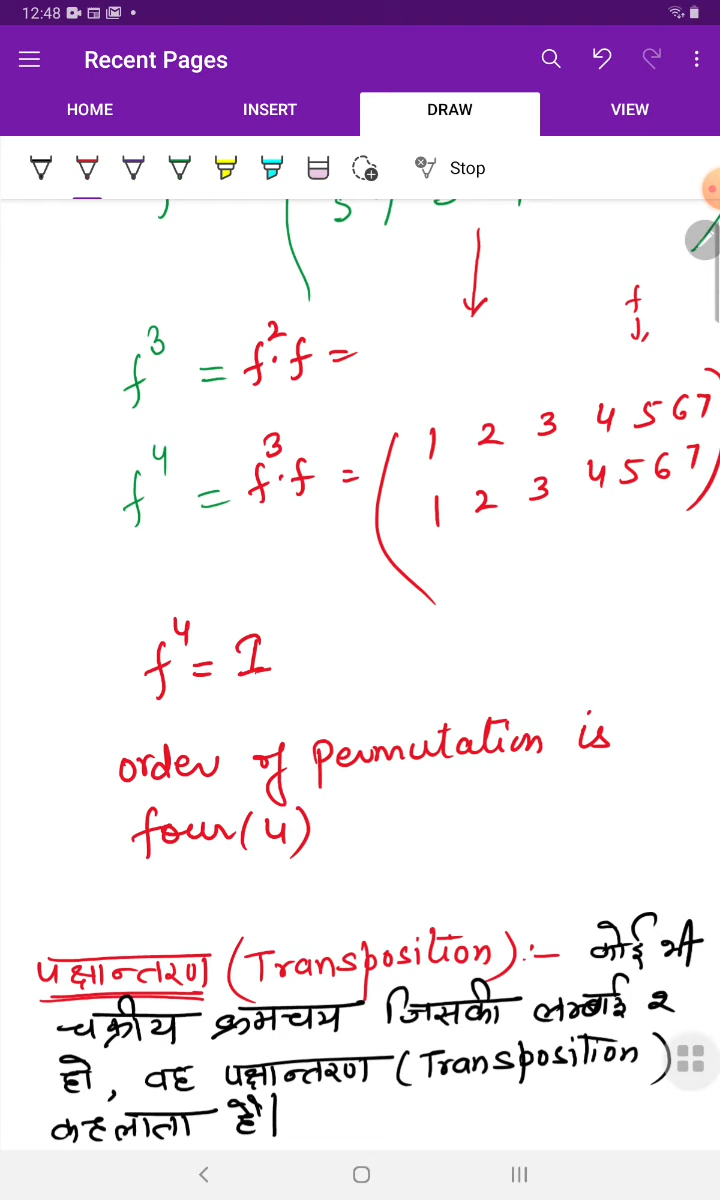 12:48
Recent Pages
HOME INSERT DRAW VIEW
Stop
f
f³ = f²·f =
f⁴ = f³·f = ( 1 2 3 4 5 6 7 )
1 2 3 4 5 6 7
f⁴ = I
order of permutation is
four(4)
पक्षान्तरण (Transposition):- कोई भी
चक्रीय क्रमचय जिसकी लम्बाई २
हो, वह पक्षान्तरण (Transposition)
कहलाता है।